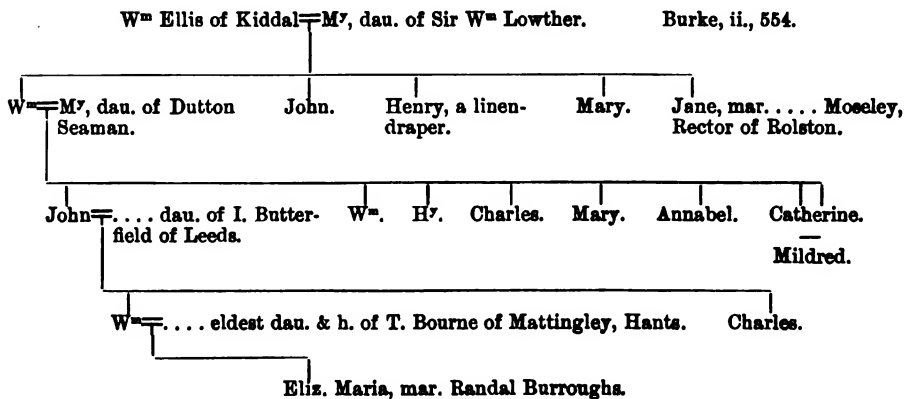 Wᵐ Ellis of Kiddal=Mʸ, dau. of Sir Wᵐ Lowther. Burke, ii., 554.
Wᵐ=Mʸ, dau. of Dutton Seaman.
John.
Henry, a linen-
draper.
Mary.
Jane, mar. .... Moseley,
Rector of Rolston.
John=.... dau. of I. Butter-
field of Leeds.
Wᵐ.
Hʸ.
Charles.
Mary.
Annabel.
Catherine.
—
Mildred.
Wᵐ=.... eldest dau. & h. of T. Bourne of Mattingley, Hants.
Charles.
Eliz. Maria, mar. Randal Burroughs.